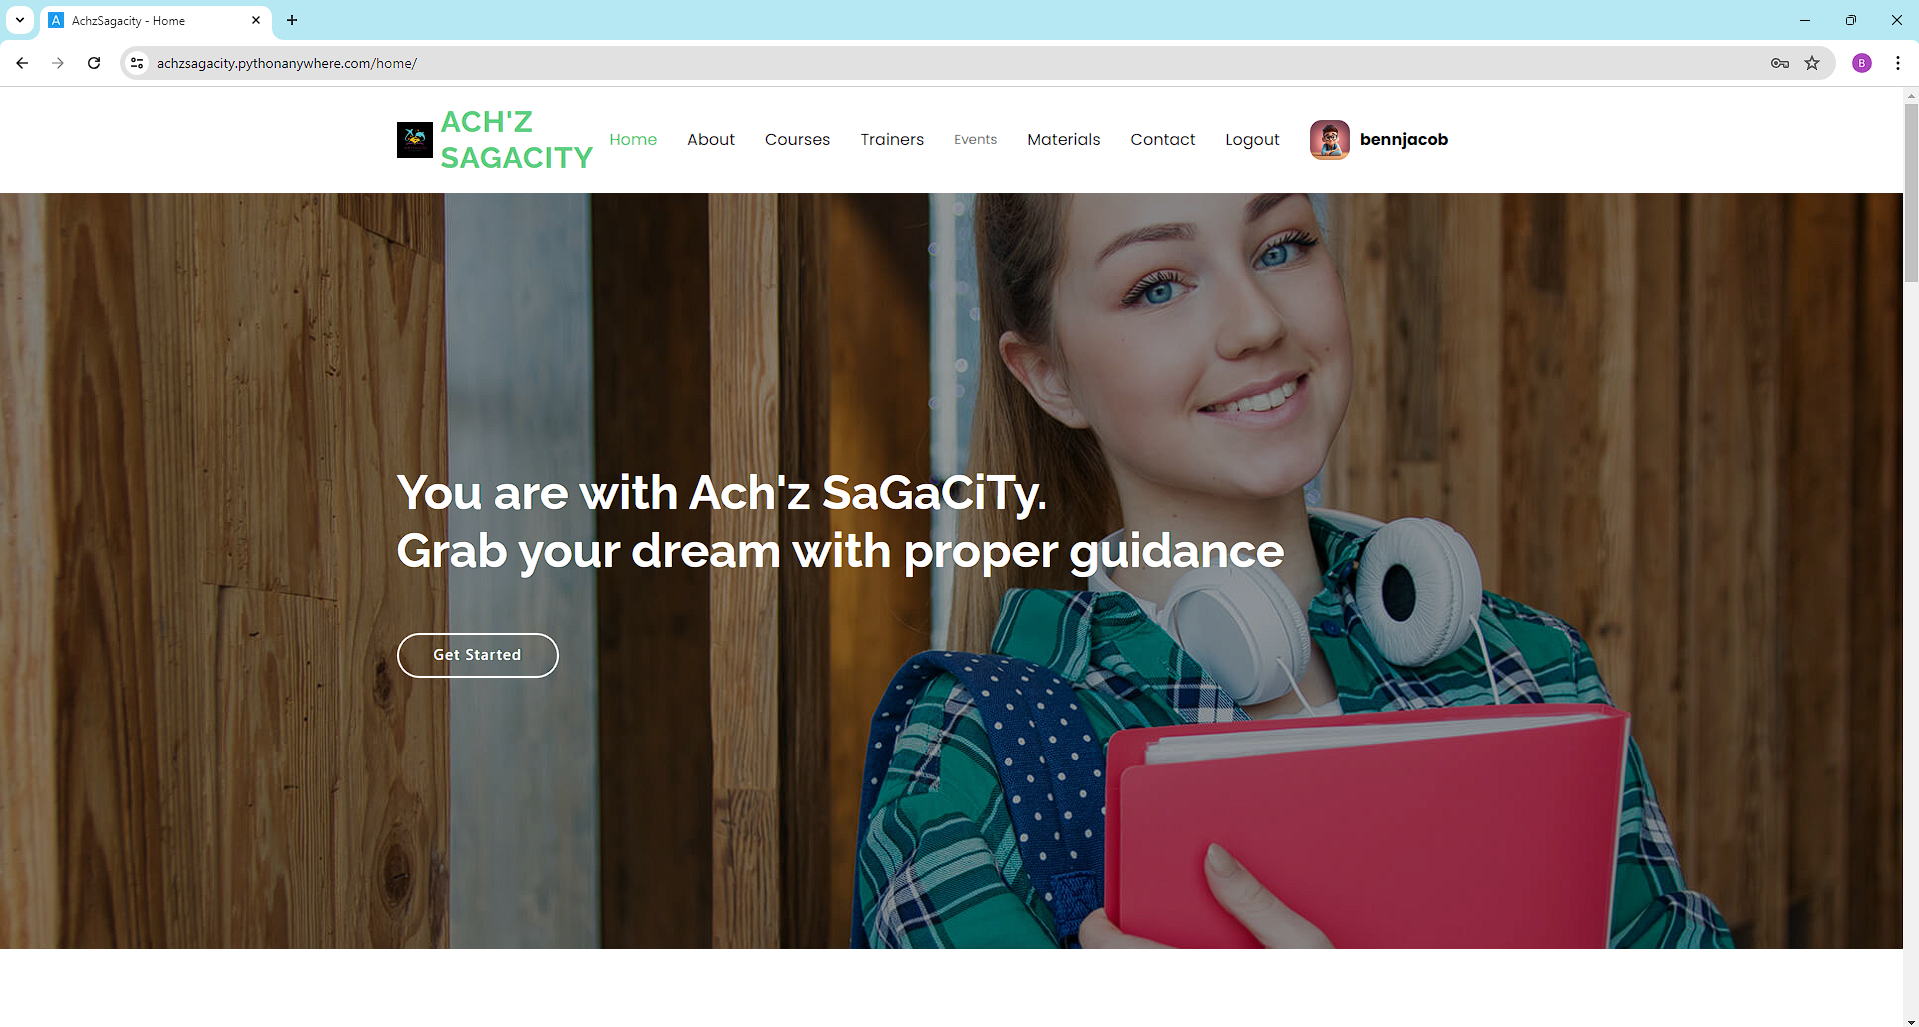 AchzSagacity - Home
achzsagacity.pythonanywhere.com/home/
B
ACH'Z
SAGACITY
Home
About
Courses
Trainers
Events
Materials
Contact
Logout
bennjacob
You are with Ach'z SaGaCiTy.
Grab your dream with proper guidance
Get Started